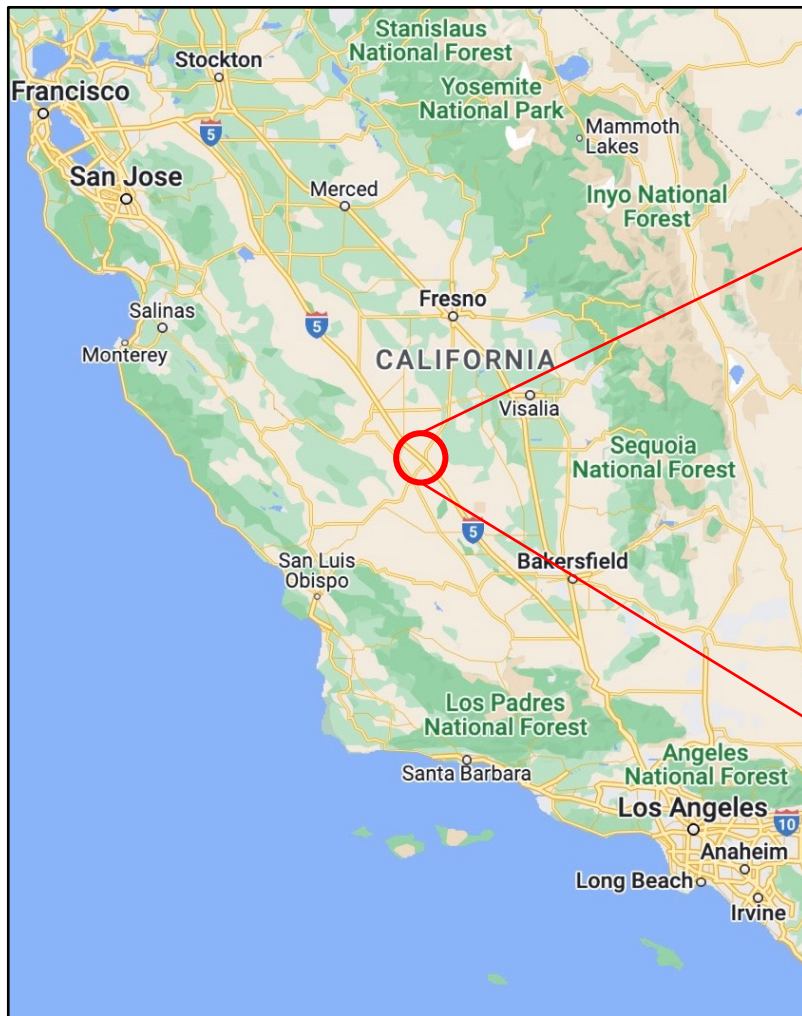 Stanislaus
National Forest
Stockton
Yosemite
National Park
Francisco
5
Mammoth
Lakes
San Jose
Merced
Inyo National
Forest
Salinas
Fresno
5
Monterey
CALIFORNIA
Visalia
Sequoia
National Forest
5
San Luis
Obispo
Bakersfield
Los Padres
National Forest
Santa Barbara
Angeles
National Forest
Los Angeles
10
Anaheim
Long Beach
Irvine